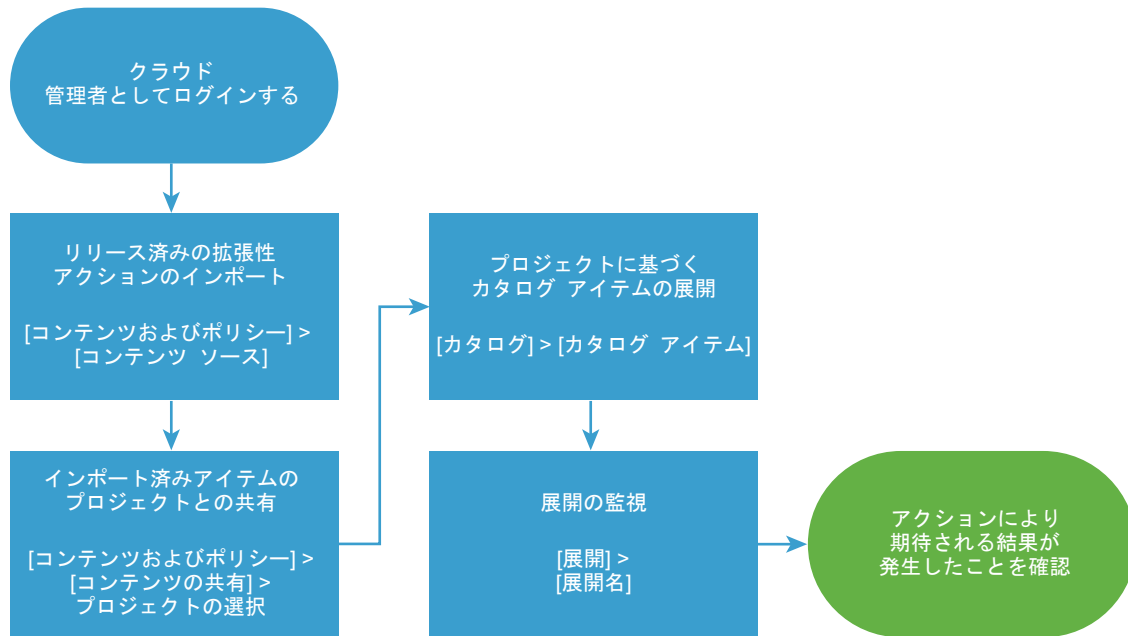 クラウド
管理者としてログインする
リリース済みの拡張性
アクションのインポート
[コンテンツおよびポリシー] >
[コンテンツ ソース]
インポート済みアイテムの
プロジェクトとの共有
[コンテンツおよびポリシー] >
[コンテンツの共有] >
プロジェクトの選択
プロジェクトに基づく
カタログ アイテムの展開
[カタログ] > [カタログ アイテム]
展開の監視
[展開] >
[展開名]
アクションにより
期待される結果が
発生したことを確認